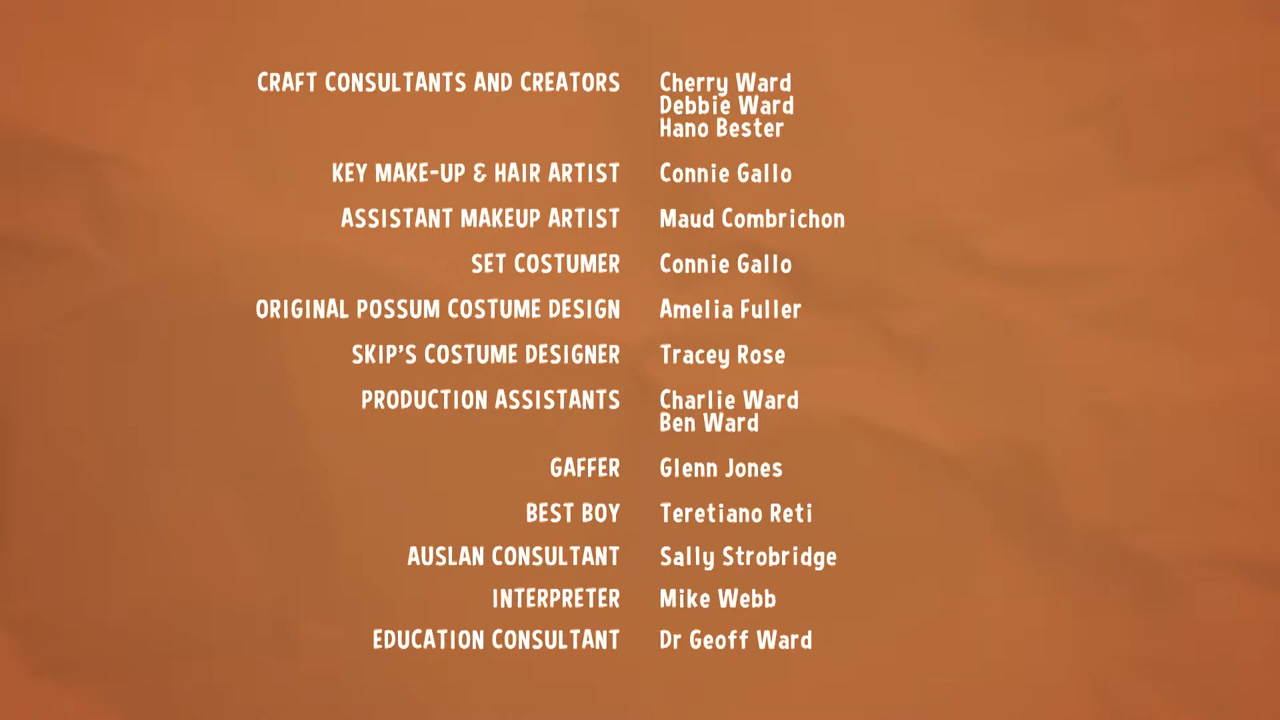 CRAFT CONSULTANTS AND CREATORS Cherry Ward
Debbie Ward
Hano Bester
KEY MAKE-UP & HAIR ARTIST Connie Gallo
ASSISTANT MAKEUP ARTIST Maud Combrichon
SET COSTUMER Connie Gallo
ORIGINAL POSSUM COSTUME DESIGN Amelia Fuller
SKIP'S COSTUME DESIGNER Tracey Rose
PRODUCTION ASSISTANTS Charlie Ward
Ben Ward
GAFFER Glenn Jones
BEST BOY Teretiano Reti
AUSLAN CONSULTANT Sally Strobridge
INTERPRETER Mike Webb
EDUCATION CONSULTANT Dr Geoff Ward